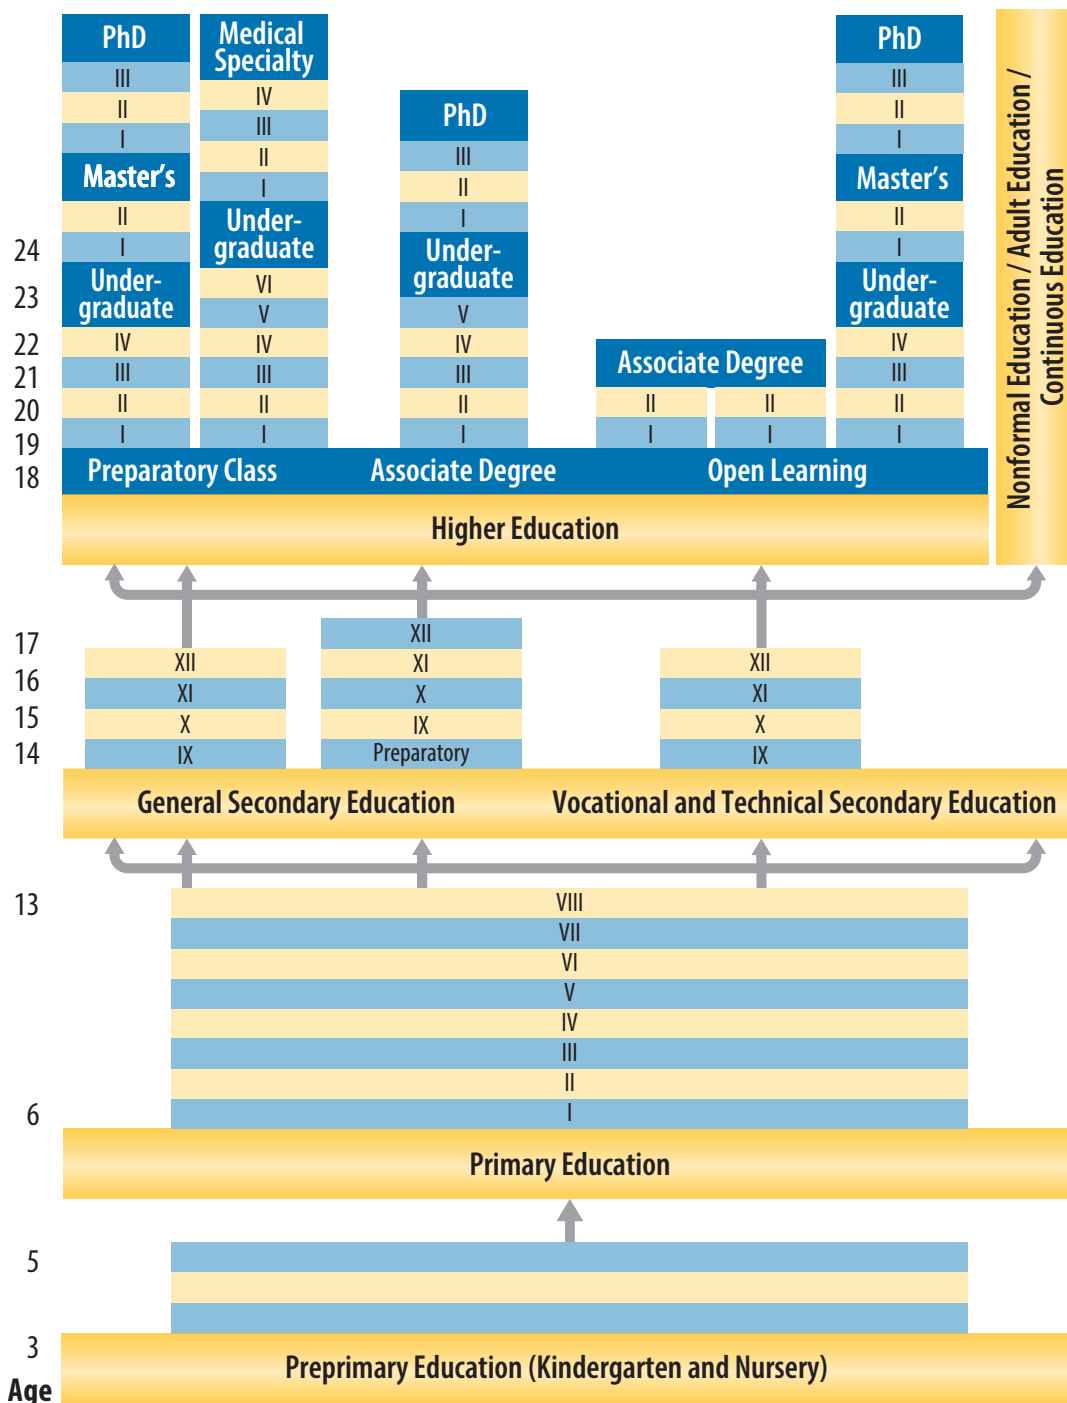 PhD
III
II
I
Master's
II
I
Under-
graduate
IV
III
II
I
Medical
Specialty
IV
III
II
I
Under-
graduate
VI
V
IV
III
II
I
PhD
III
II
I
Under-
graduate
V
IV
III
II
I
Associate Degree
II
I
II
I
PhD
III
II
I
Master's
II
I
Under-
graduate
IV
III
II
I
Nonformal Education / Adult Education /
Continuous Education
24
23
22
21
20
19
18
Preparatory Class
Associate Degree
Open Learning
Higher Education
17
16
15
14
XII
XI
X
IX
XII
XI
X
IX
Preparatory
XII
XI
X
IX
General Secondary Education
Vocational and Technical Secondary Education
13
VIII
VII
VI
V
IV
III
II
I
6
Primary Education
5
3
Preprimary Education (Kindergarten and Nursery)
Age